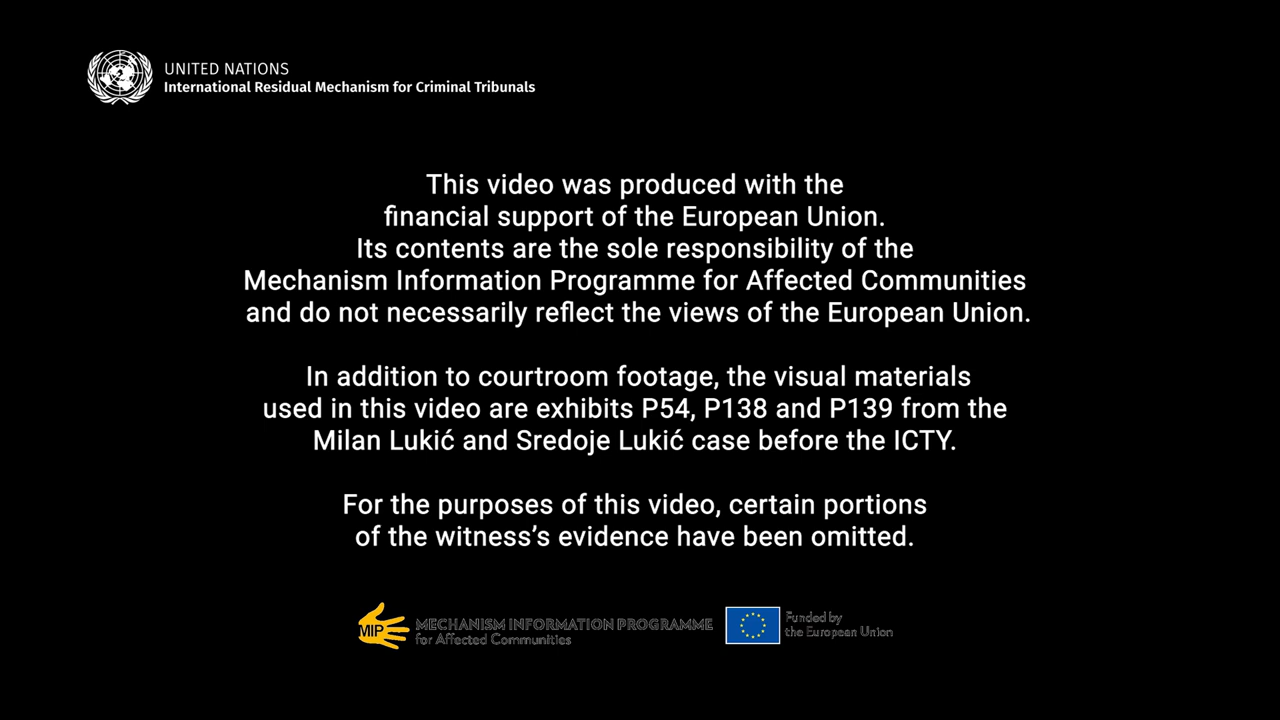 UNITED NATIONS
International Residual Mechanism for Criminal Tribunals
This video was produced with the
financial support of the European Union.
Its contents are the sole responsibility of the
Mechanism Information Programme for Affected Communities
and do not necessarily reflect the views of the European Union.
In addition to courtroom footage, the visual materials
used in this video are exhibits P54, P138 and P139 from the
Milan Lukić and Sredoje Lukić case before the ICTY.
For the purposes of this video, certain portions
of the witness’s evidence have been omitted.
MIP
MECHANISM INFORMATION PROGRAMME
for Affected Communities
Funded by
the European Union